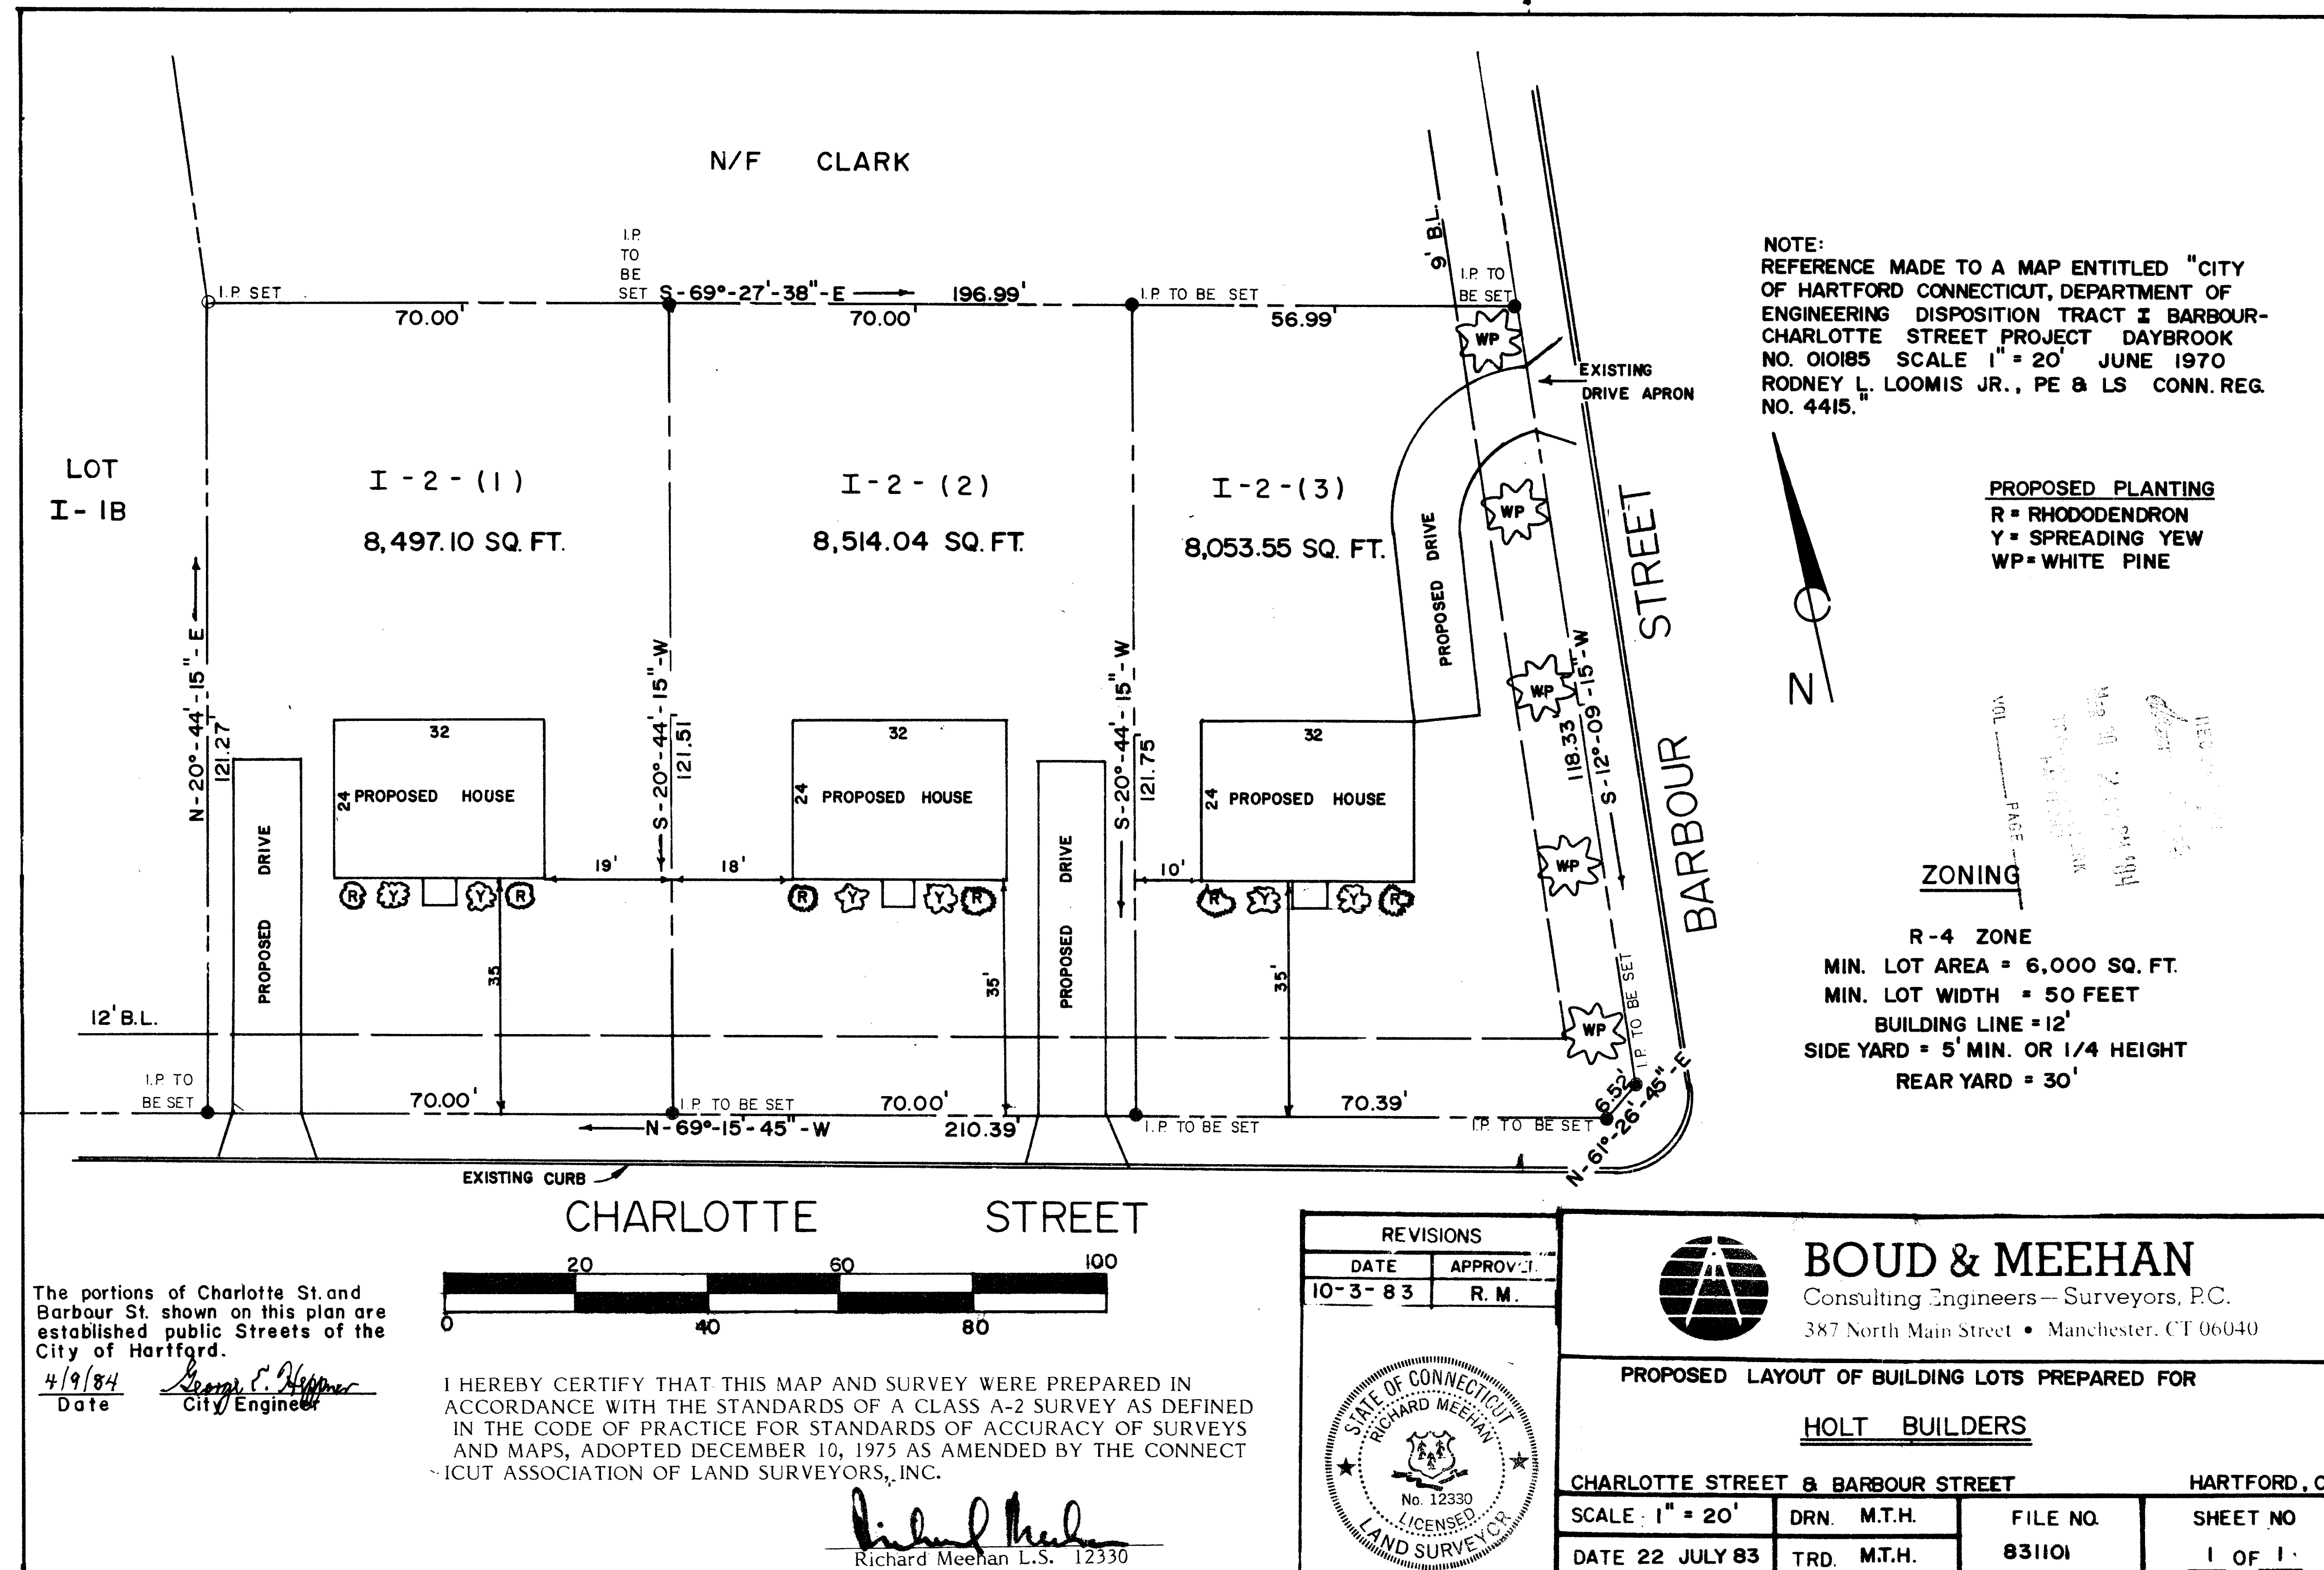 N/F CLARK
I.P. SET
I.P.
TO
BE
SET
S-69°-27'-38"-E
196.99'
70.00'
70.00'
I.P. TO BE SET
56.99'
9' B.L.
I.P. TO
BE SET
WP
EXISTING
DRIVE APRON
NOTE:
REFERENCE MADE TO A MAP ENTITLED "CITY
OF HARTFORD CONNECTICUT, DEPARTMENT OF
ENGINEERING DISPOSITION TRACT I BARBOUR-
CHARLOTTE STREET PROJECT DAYBROOK
NO. 010185 SCALE 1" = 20' JUNE 1970
RODNEY L. LOOMIS JR., PE & LS CONN. REG.
NO. 4415."
LOT
I-1B
I-2-(1)
8,497.10 SQ. FT.
I-2-(2)
8,514.04 SQ. FT.
I-2-(3)
8,053.55 SQ. FT.
PROPOSED DRIVE
WP
STREET
BARBOUR
PROPOSED PLANTING
R = RHODODENDRON
Y = SPREADING YEW
WP = WHITE PINE
N
N-20°-44'-15"-E
121.27'
S-20°-44'-15"-W
121.51'
S-20°-44'-15"-W
121.75'
118.33'
S-12°-09'-15"-W
WP
32
24
PROPOSED HOUSE
32
24
PROPOSED HOUSE
32
24
PROPOSED HOUSE
PROPOSED DRIVE
PROPOSED DRIVE
19'
18'
10'
WP
R Y Y R
R Y Y R
R Y Y R
35
35'
35'
VOL PAGE
ZONING
R-4 ZONE
MIN. LOT AREA = 6,000 SQ. FT.
MIN. LOT WIDTH = 50 FEET
BUILDING LINE = 12'
SIDE YARD = 5' MIN. OR 1/4 HEIGHT
REAR YARD = 30'
12' B.L.
WP
I.P. TO BE SET
I.P. TO
BE SET
70.00'
I.P. TO BE SET
70.00'
70.39'
6.52'
N-61°-26'-45"-E
N-69°-15'-45"-W
210.39'
I.P. TO BE SET
I.P. TO BE SET
EXISTING CURB
CHARLOTTE STREET
20 60 100
0 40 80
The portions of Charlotte St. and
Barbour St. shown on this plan are
established public Streets of the
City of Hartford.
4/9/84 George E. Heppner
Date City Engineer
I HEREBY CERTIFY THAT THIS MAP AND SURVEY WERE PREPARED IN
ACCORDANCE WITH THE STANDARDS OF A CLASS A-2 SURVEY AS DEFINED
IN THE CODE OF PRACTICE FOR STANDARDS OF ACCURACY OF SURVEYS
AND MAPS, ADOPTED DECEMBER 10, 1975 AS AMENDED BY THE CONNECT
ICUT ASSOCIATION OF LAND SURVEYORS, INC.
Richard Meehan
Richard Meehan L.S. 12330
REVISIONS
DATE
10-3-83 R.M.
STATE OF CONNECTICUT
RICHARD MEEHAN
No. 12330
LICENSED
LAND SURVEYOR
BOUD & MEEHAN
Consulting Engineers—Surveyors, P.C.
387 North Main Street • Manchester, CT 06040
PROPOSED LAYOUT OF BUILDING LOTS PREPARED FOR
HOLT BUILDERS
CHARLOTTE STREET & BARBOUR STREET HARTFORD, C
SCALE: 1" = 20'
DRN. M.T.H.
FILE NO.
SHEET NO
DATE 22 JULY 83
TRD. M.T.H.
831101
1 OF 1